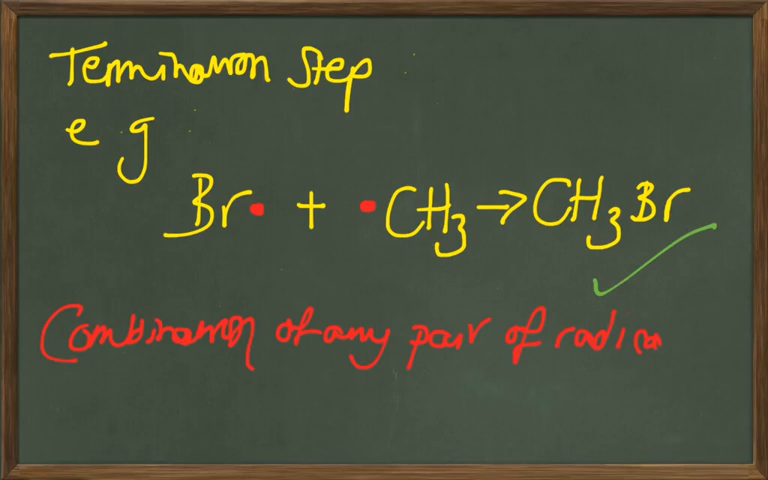 Termination Step
e g
Br• + •CH₃ → CH₃Br
Combination of any pair of radica